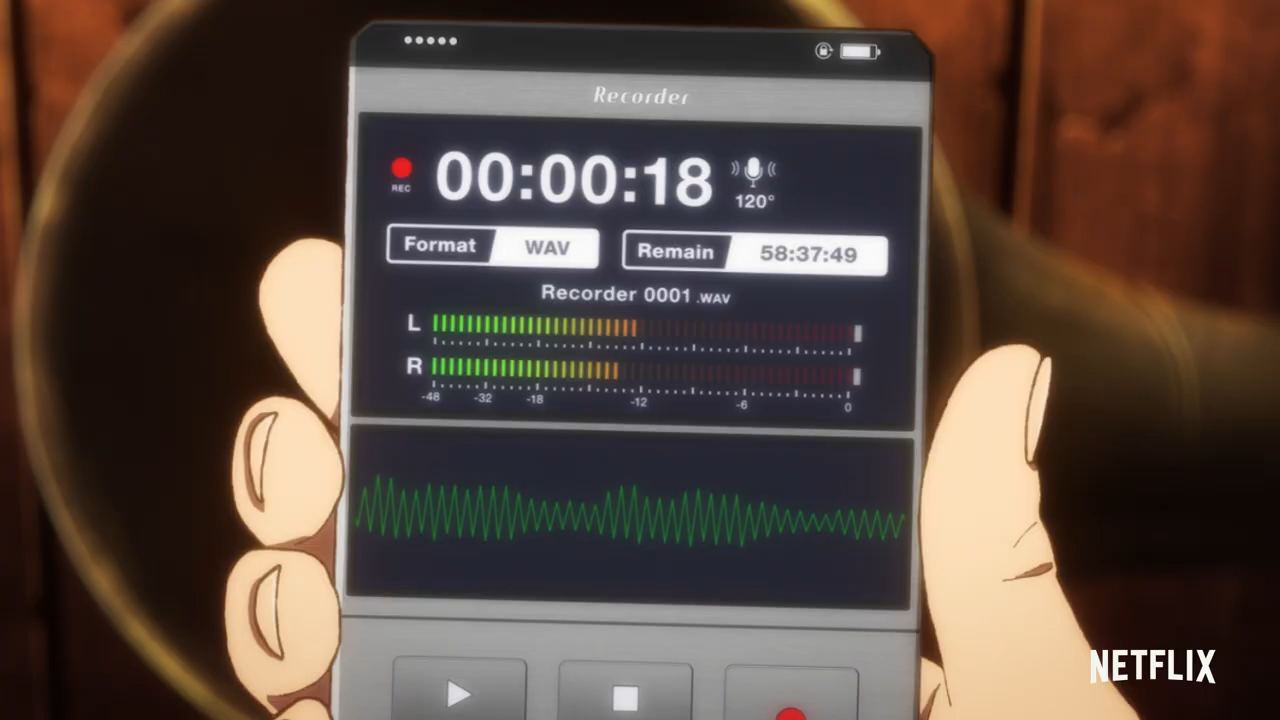 Recorder
REC 00:00:18 120°
Format WAV Remain 58:37:49
Recorder 0001.WAV
L
R
-48 -32 -18 -12 -6 0
NETFLIX